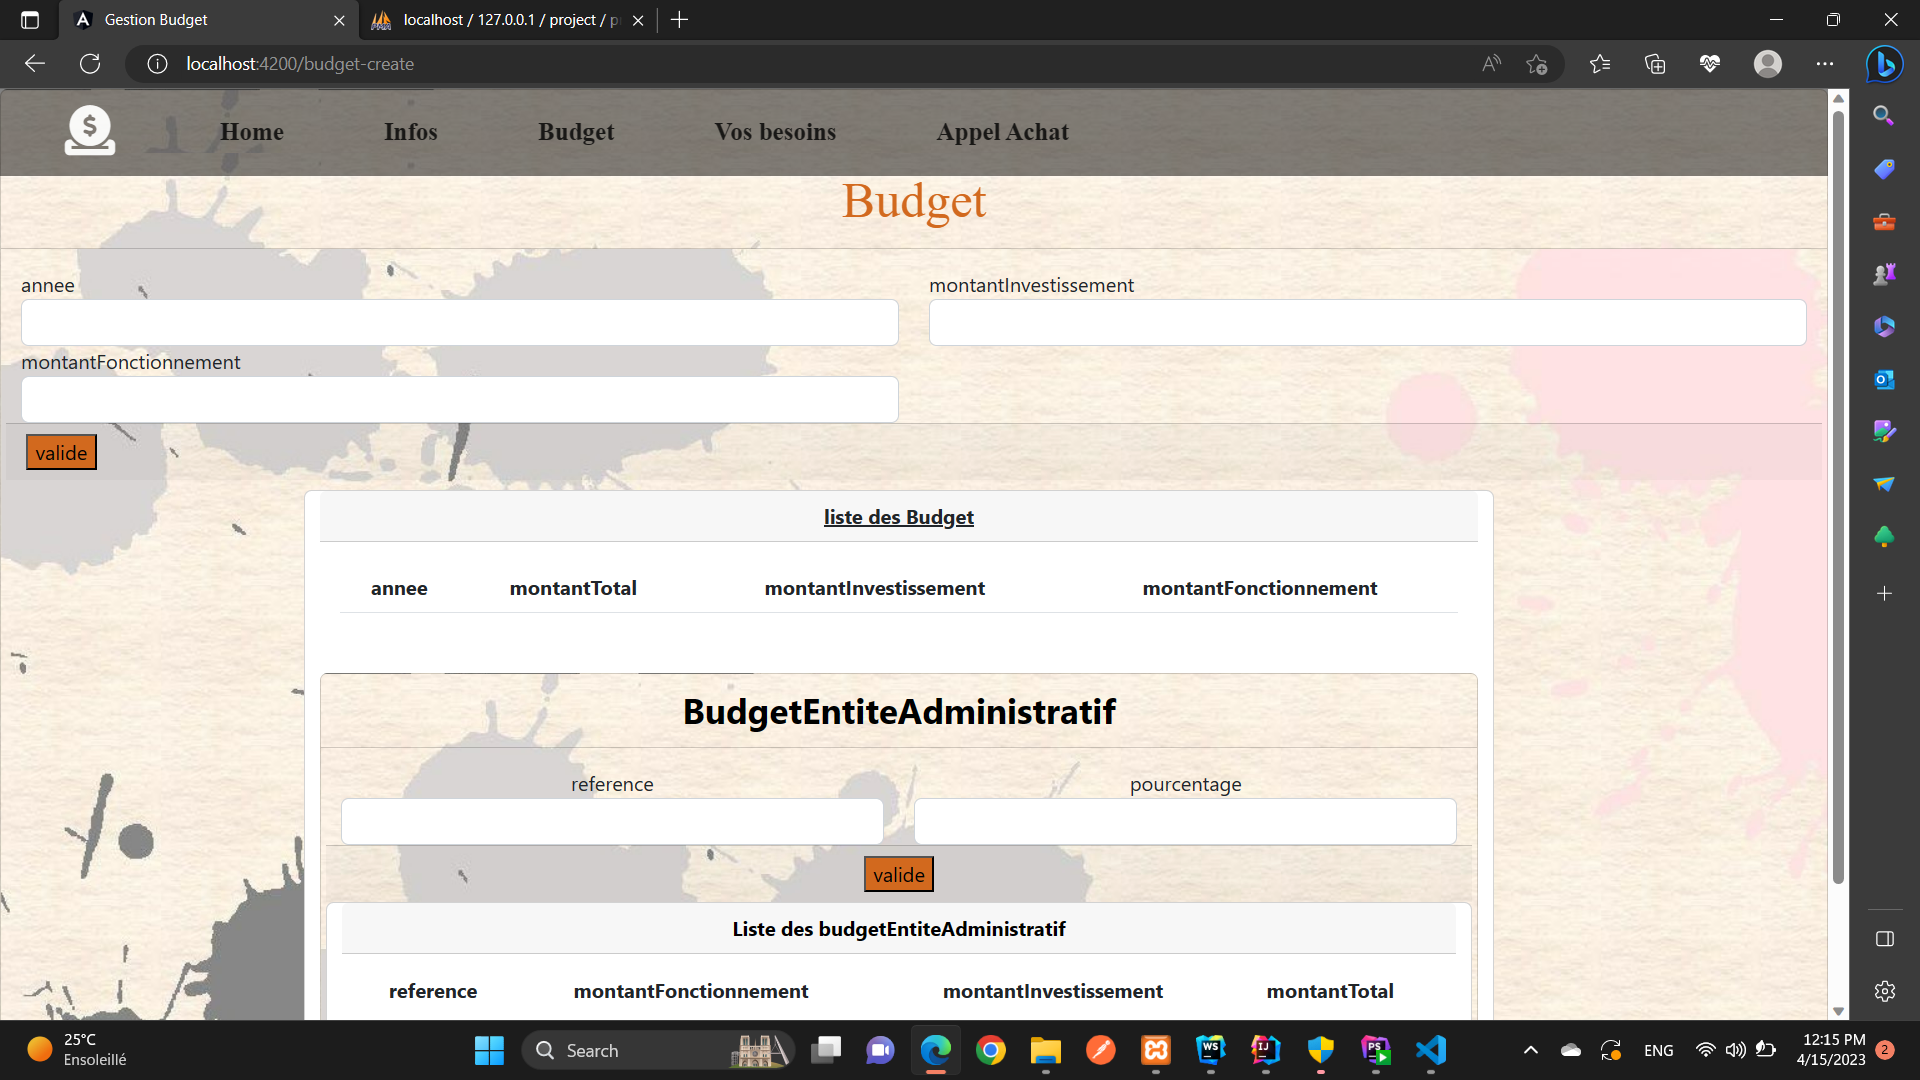 Gestion Budget
localhost / 127.0.0.1 / project / p
localhost:4200/budget-create
Home Infos Budget Vos besoins Appel Achat
Budget
annee montantInvestissement
montantFonctionnement
valide
liste des Budget
annee montantTotal montantInvestissement montantFonctionnement
BudgetEntiteAdministratif
reference pourcentage
valide
Liste des budgetEntiteAdministratif
reference montantFonctionnement montantInvestissement montantTotal
25°C
Ensoleillé
Search
ENG
12:15 PM
4/15/2023
2